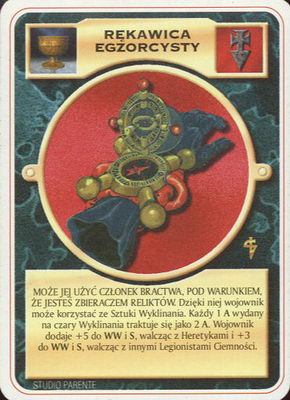 RĘKAWICA
EGZORCYSTY
MOŻE JEJ UŻYĆ CZŁONEK BRACTWA, POD WARUNKIEM,
ŻE JESTEŚ ZBIERACZEM RELIKTÓW. Dzięki niej wojownik
może korzystać ze Sztuki Wyklinania. Każdy 1 A wydany
na czary Wyklinania traktuje się jako 2 A. Wojownik
dodaje +5 do WW i S, walcząc z Heretykami i +3
do WW i S, walcząc z innymi Legionistami Ciemności.
STUDIO PARENTE